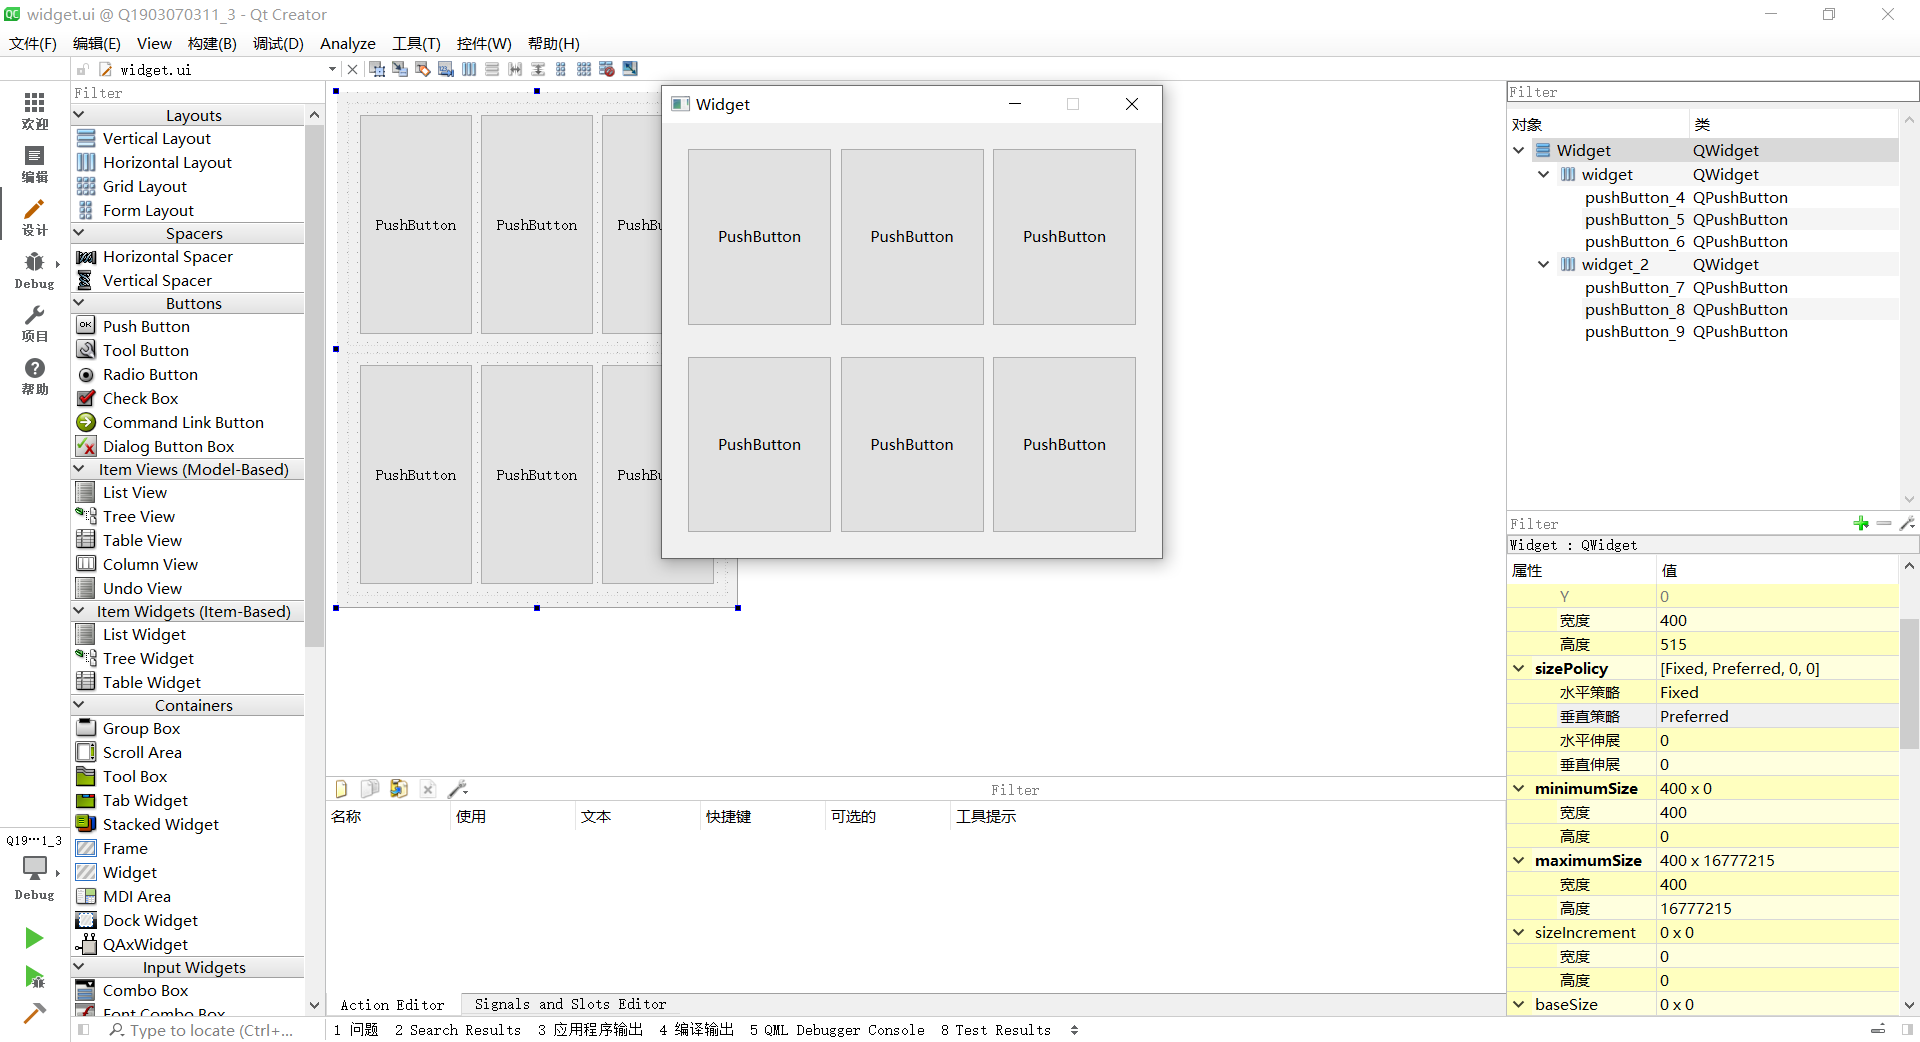 widget.ui @ Q1903070311_3 - Qt Creator
文件(F) 编辑(E) View 构建(B) 调试(D) Analyze 工具(T) 控件(W) 帮助(H)
widget.ui
欢迎
编辑
设计
Debug
项目
帮助
Q19···1_3
Debug
Filter
Layouts
Vertical Layout
Horizontal Layout
Grid Layout
Form Layout
Spacers
Horizontal Spacer
Vertical Spacer
Buttons
Push Button
Tool Button
Radio Button
Check Box
Command Link Button
Dialog Button Box
Item Views (Model-Based)
List View
Tree View
Table View
Column View
Undo View
Item Widgets (Item-Based)
List Widget
Tree Widget
Table Widget
Containers
Group Box
Scroll Area
Tool Box
Tab Widget
Stacked Widget
Frame
Widget
MDI Area
Dock Widget
QAxWidget
Input Widgets
Combo Box
Font Combo Box
PushButton PushButton PushBu
PushButton PushButton PushBu
Widget
PushButton PushButton PushButton
PushButton PushButton PushButton
Filter
名称 使用 文本 快捷键 可选的 工具提示
Action Editor Signals and Slots Editor
Filter
对象 类
Widget QWidget
widget QWidget
pushButton_4 QPushButton
pushButton_5 QPushButton
pushButton_6 QPushButton
widget_2 QWidget
pushButton_7 QPushButton
pushButton_8 QPushButton
pushButton_9 QPushButton
Filter
Widget : QWidget
属性 值
Y 0
宽度 400
高度 515
sizePolicy [Fixed, Preferred, 0, 0]
水平策略 Fixed
垂直策略 Preferred
水平伸展 0
垂直伸展 0
minimumSize 400 x 0
宽度 400
高度 0
maximumSize 400 x 16777215
宽度 400
高度 16777215
sizeIncrement 0 x 0
宽度 0
高度 0
baseSize 0 x 0
Type to locate (Ctrl+... 1 问题 2 Search Results 3 应用程序输出 4 编译输出 5 QML Debugger Console 8 Test Results